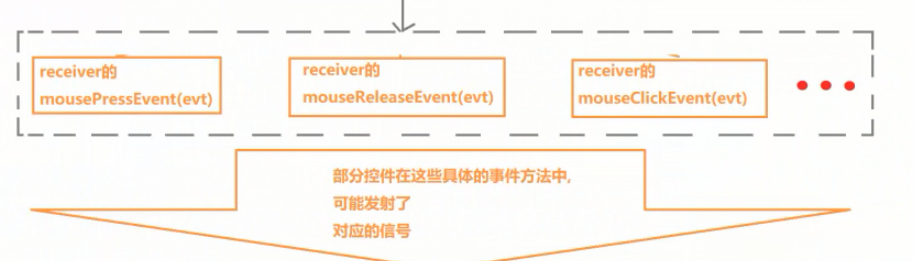 receiver的
mousePressEvent(evt)
receiver的
mouseReleaseEvent(evt)
receiver的
mouseClickEvent(evt)
部分控件在这些具体的事件方法中,
可能发射了
对应的信号